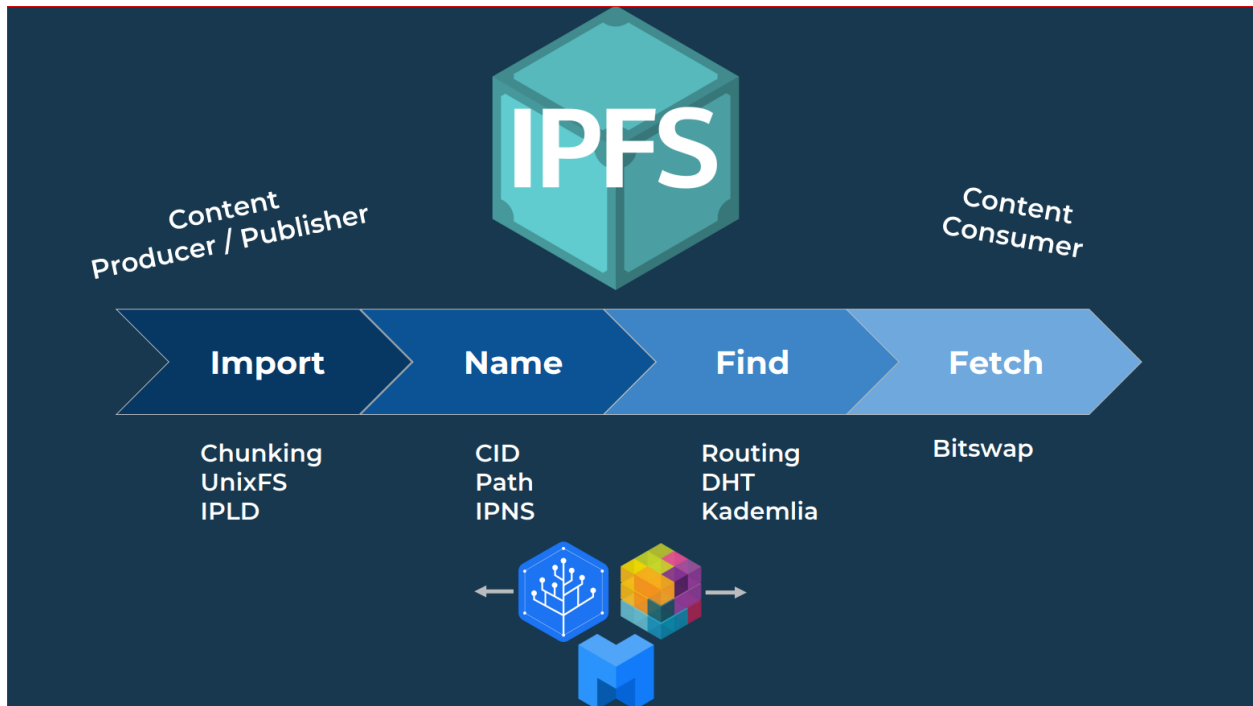 IPFS
Content
Producer / Publisher
Content
Consumer
Import
Name
Find
Fetch
Chunking
UnixFS
IPLD
CID
Path
IPNS
Routing
DHT
Kademlia
Bitswap